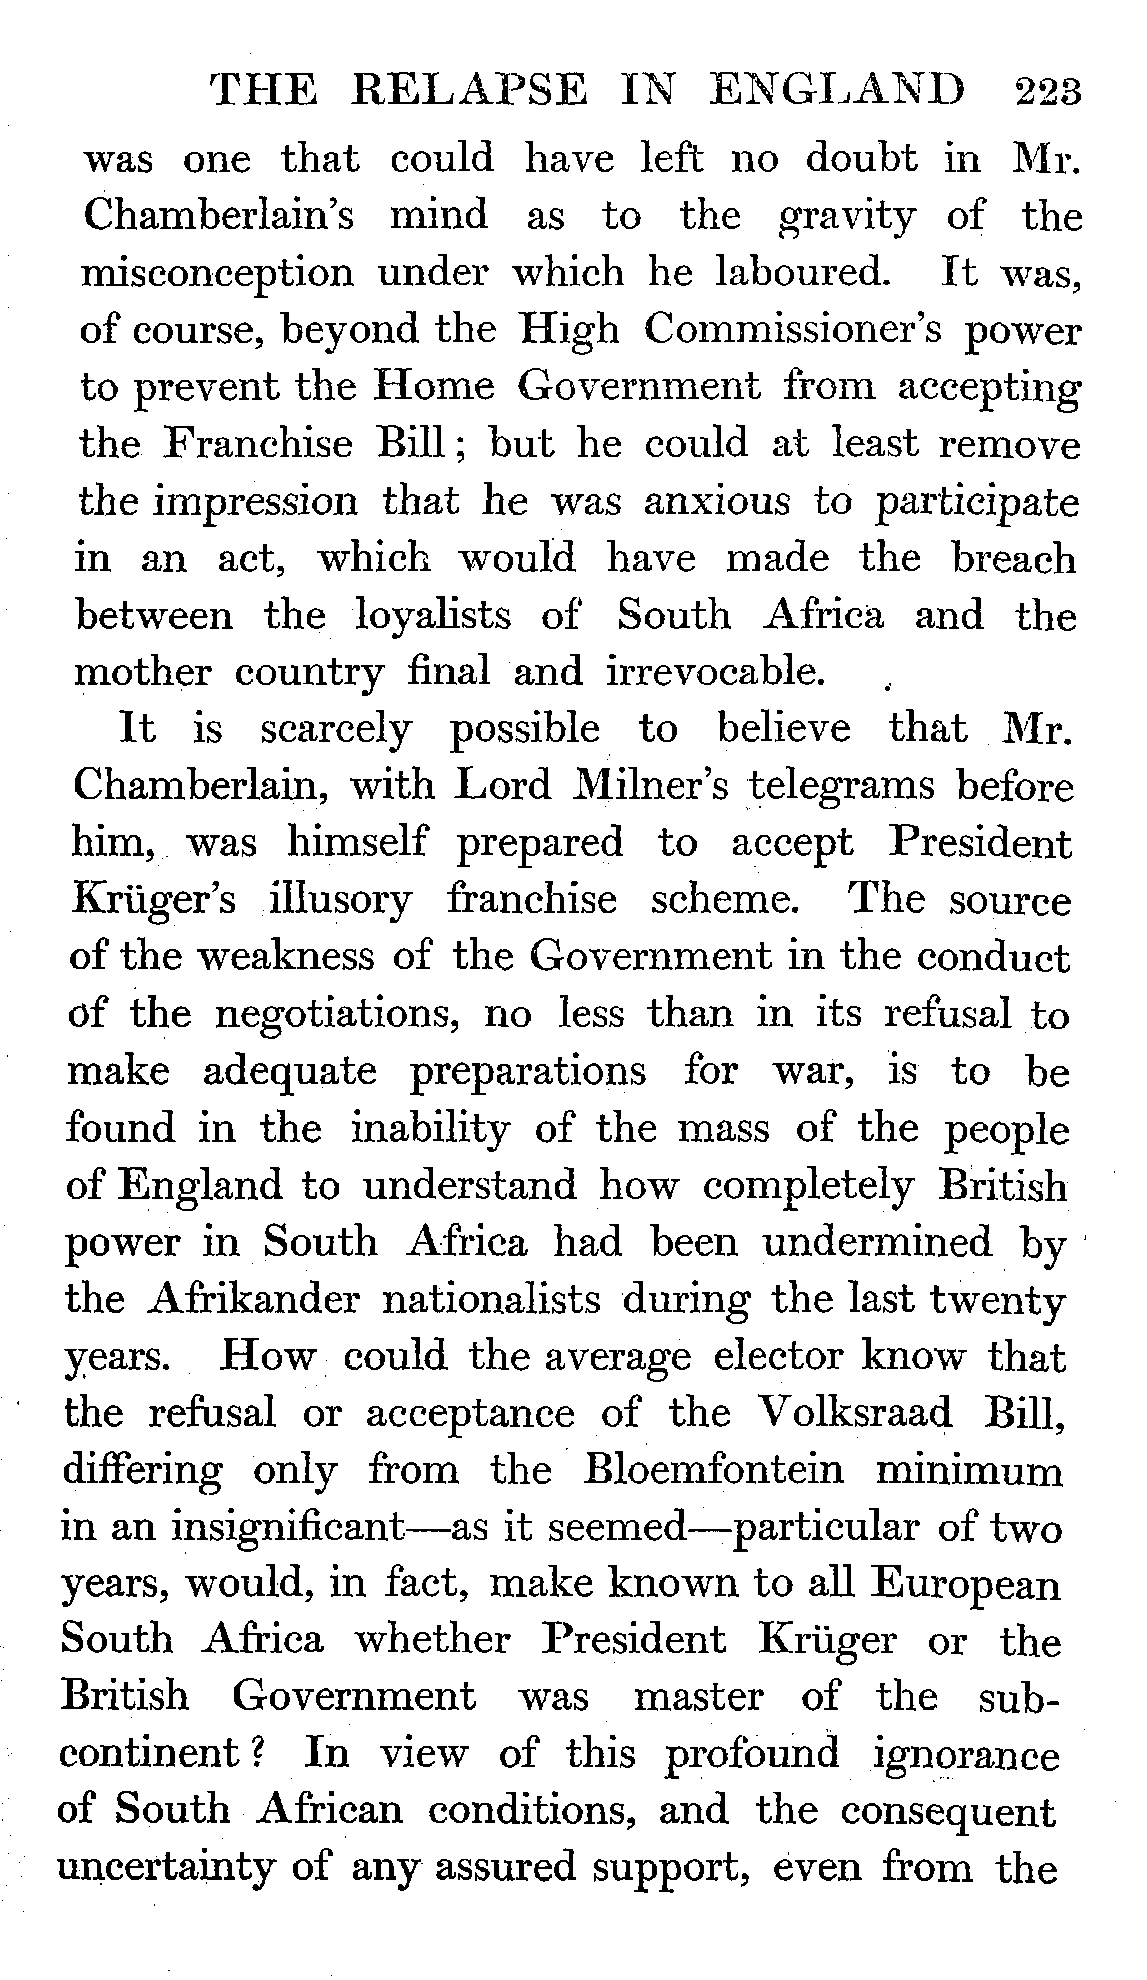 THE RELAPSE IN ENGLAND 223
was one that could have left no doubt in Mr.
Chamberlain's mind as to the gravity of the
misconception under which he laboured. It was,
of course, beyond the High Commissioner's power
to prevent the Home Government from accepting
the Franchise Bill; but he could at least remove
the impression that he was anxious to participate
in an act, which would have made the breach
between the loyalists of South Africa and the
mother country final and irrevocable.
It is scarcely possible to believe that Mr.
Chamberlain, with Lord Milner's telegrams before
him, was himself prepared to accept President
Krüger's illusory franchise scheme. The source
of the weakness of the Government in the conduct
of the negotiations, no less than in its refusal to
make adequate preparations for war, is to be
found in the inability of the mass of the people
of England to understand how completely British
power in South Africa had been undermined by
the Afrikander nationalists during the last twenty
years. How could the average elector know that
the refusal or acceptance of the Volksraad Bill,
differing only from the Bloemfontein minimum
in an insignificant—as it seemed—particular of two
years, would, in fact, make known to all European
South Africa whether President Krüger or the
British Government was master of the sub-
continent? In view of this profound ignorance
of South African conditions, and the consequent
uncertainty of any assured support, even from the